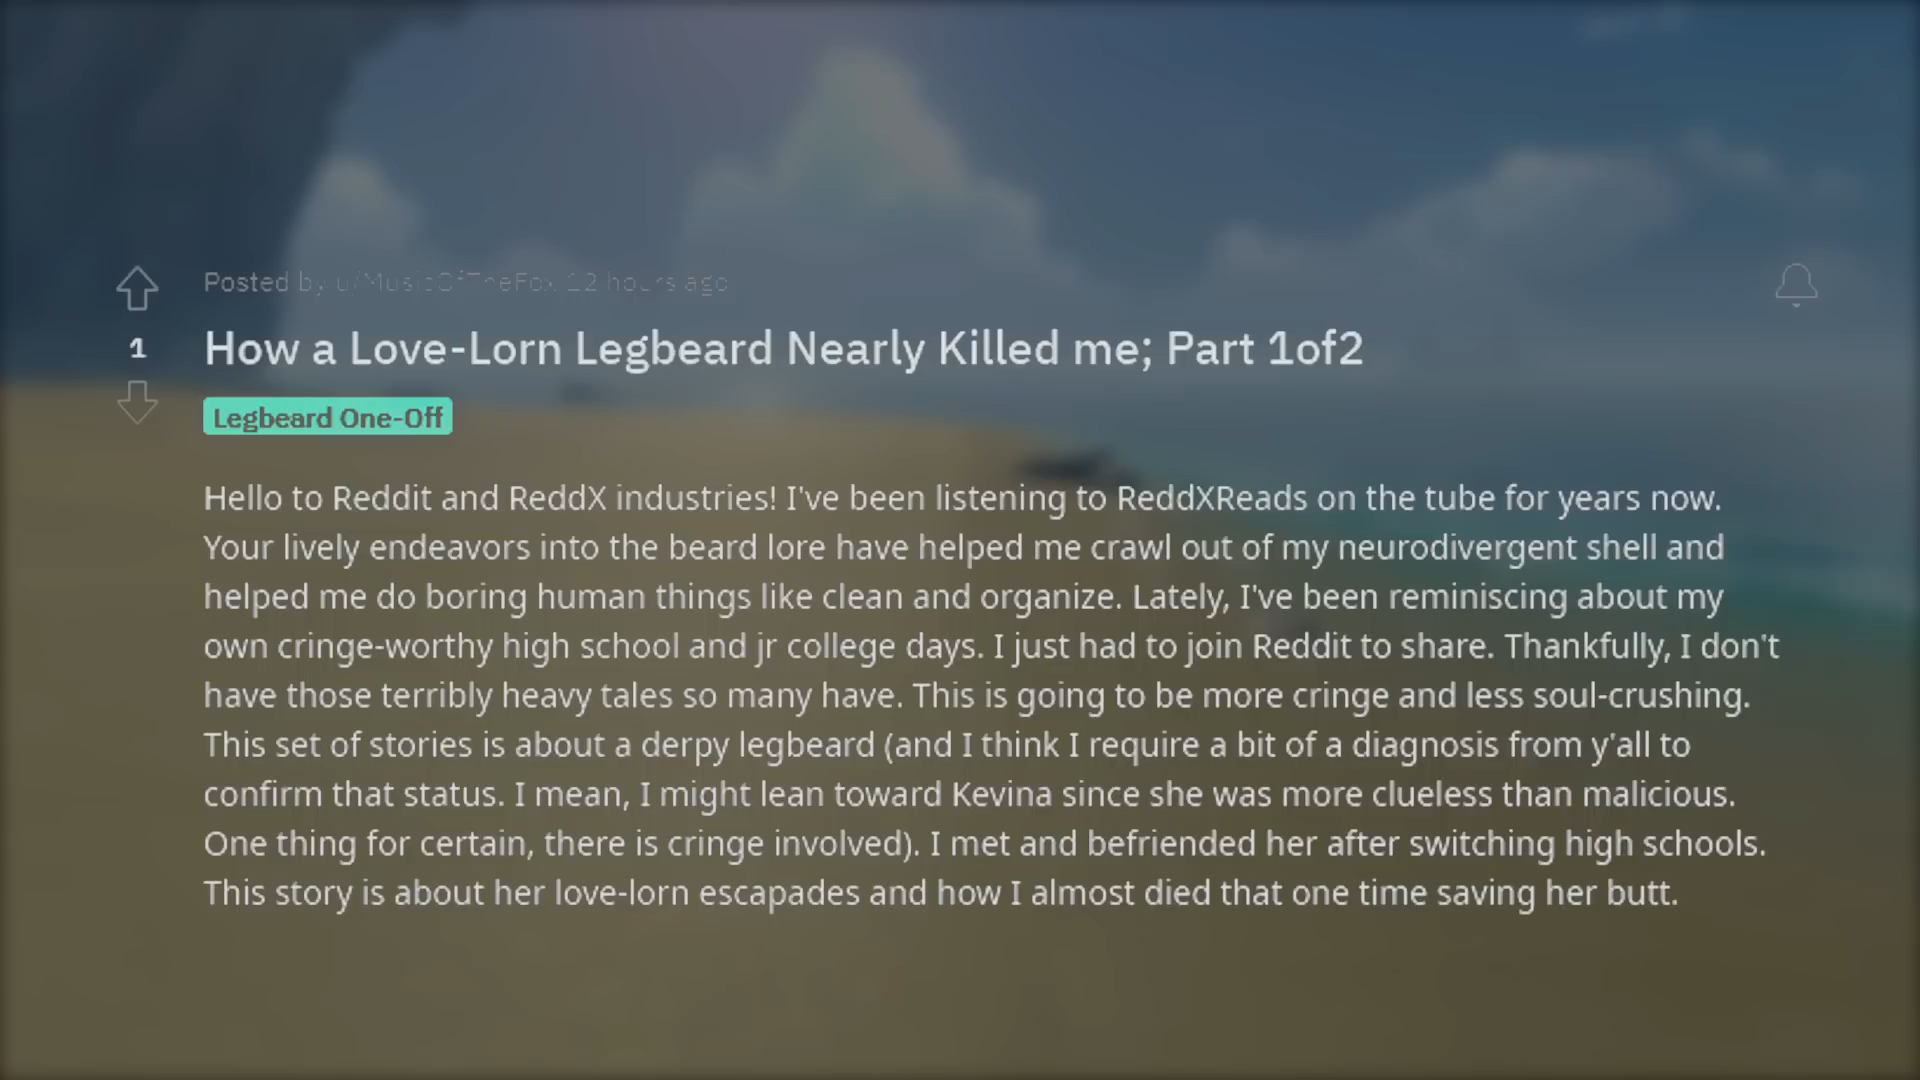 Posted by u/MusicOfTheFox 12 hours ago
1
How a Love-Lorn Legbeard Nearly Killed me; Part 1of2
Legbeard One-Off
Hello to Reddit and ReddX industries! I've been listening to ReddXReads on the tube for years now.
Your lively endeavors into the beard lore have helped me crawl out of my neurodivergent shell and
helped me do boring human things like clean and organize. Lately, I've been reminiscing about my
own cringe-worthy high school and jr college days. I just had to join Reddit to share. Thankfully, I don't
have those terribly heavy tales so many have. This is going to be more cringe and less soul-crushing.
This set of stories is about a derpy legbeard (and I think I require a bit of a diagnosis from y'all to
confirm that status. I mean, I might lean toward Kevina since she was more clueless than malicious.
One thing for certain, there is cringe involved). I met and befriended her after switching high schools.
This story is about her love-lorn escapades and how I almost died that one time saving her butt.